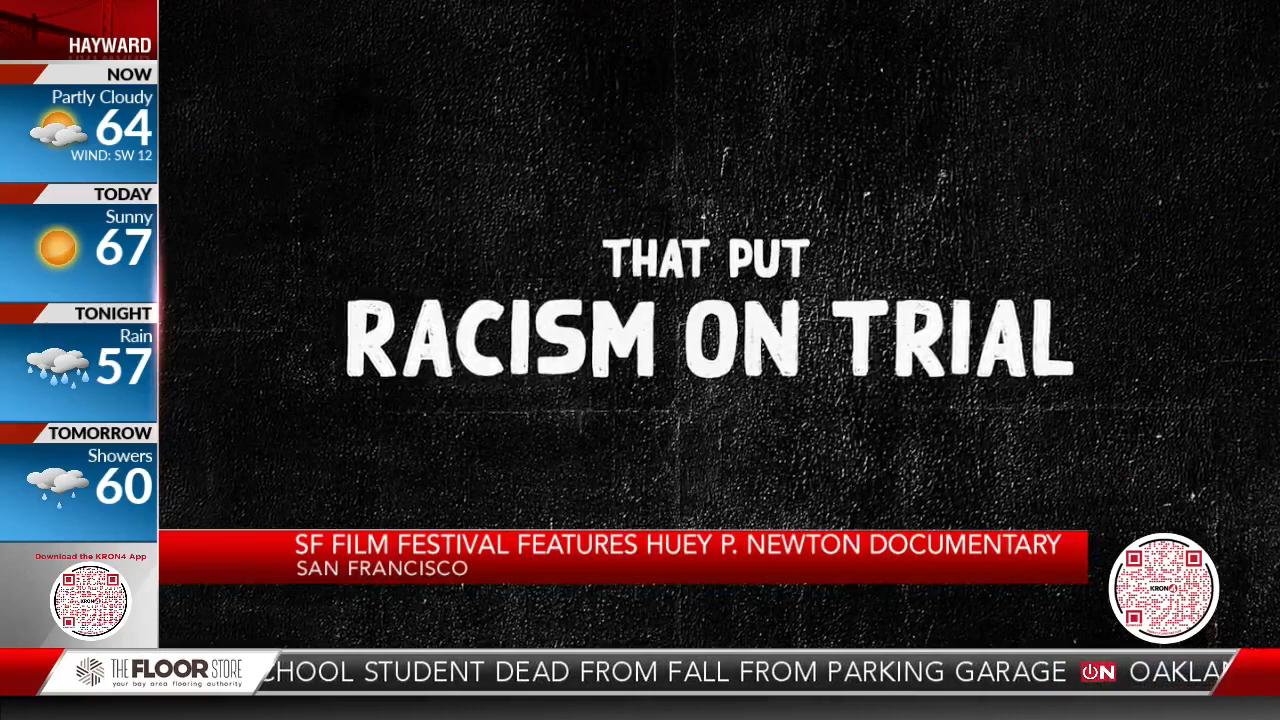 HAYWARD
NOW
Partly Cloudy
64
WIND: SW 12
TODAY
Sunny
67
TONIGHT
Rain
57
TOMORROW
Showers
60
Download the KRON4 App
THAT PUT
RACISM ON TRIAL
SF FILM FESTIVAL FEATURES HUEY P. NEWTON DOCUMENTARY
SAN FRANCISCO
KRON4
THE FLOOR STORE
your bay area flooring authority
CHOOL STUDENT DEAD FROM FALL FROM PARKING GARAGE ON OAKLA